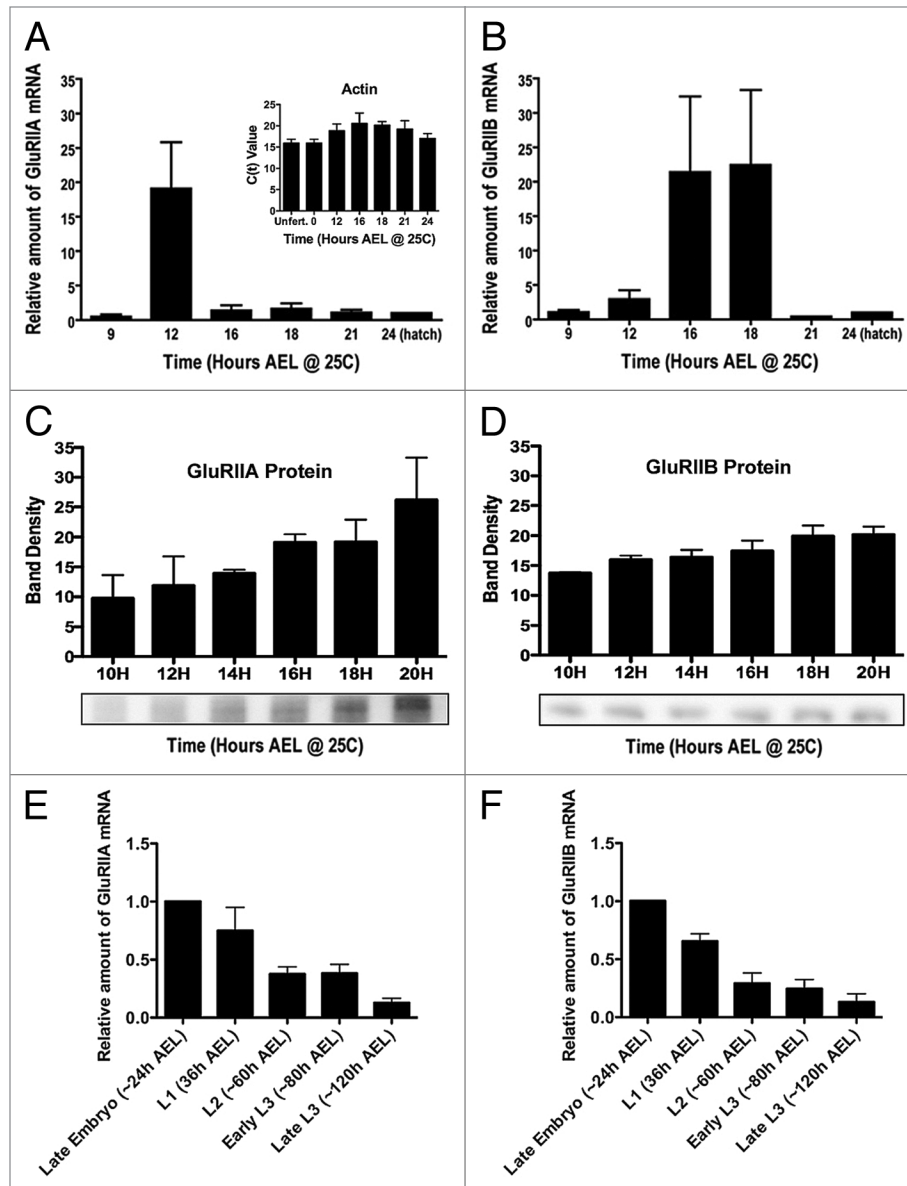 A
Relative amount of GluRIIA mRNA
35
30
25
20
15
10
5
0
9 12 16 18 21 24 (hatch)
Time (Hours AEL @ 25C)
Actin
C(t) Value
25
20
15
10
5
0
Unfert. 0 12 16 18 21 24
Time (Hours AEL @ 25C)
B
Relative amount of GluRIIB mRNA
35
30
25
20
15
10
5
0
9 12 16 18 21 24 (hatch)
Time (Hours AEL @ 25C)
C
GluRIIA Protein
Band Density
35
30
25
20
15
10
5
0
10H 12H 14H 16H 18H 20H
Time (Hours AEL @ 25C)
D
GluRIIB Protein
Band Density
35
30
25
20
15
10
5
0
10H 12H 14H 16H 18H 20H
Time (Hours AEL @ 25C)
E
Relative amount of GluRIIA mRNA
1.5
1.0
0.5
0.0
Late Embryo (~24h AEL)
L1 (36h AEL)
L2 (~60h AEL)
Early L3 (~80h AEL)
Late L3 (~120h AEL)
F
Relative amount of GluRIIB mRNA
1.5
1.0
0.5
0.0
Late Embryo (~24h AEL)
L1 (36h AEL)
L2 (~60h AEL)
Early L3 (~80h AEL)
Late L3 (~120h AEL)